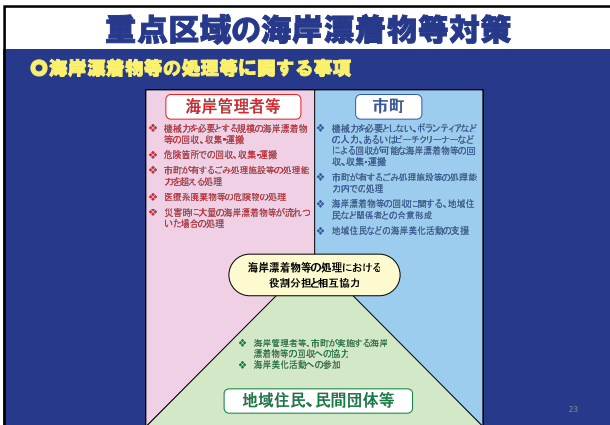 重点区域の海岸漂着物等対策
○海岸漂着物等の処理等に関する事項
海岸管理者等
❖ 機械力を必要とする規模の海岸漂着物
等の回収、収集・運搬
❖ 危険箇所での回収、収集・運搬
❖ 市町が有するごみ処理施設等の処理能
力を超える処理
❖ 医療系廃棄物等の危険物の処理
❖ 災害時に大量の海岸漂着物等が流れつ
いた場合の処理
市町
❖ 機械力を必要としない、ボランティアなど
の人力、あるいはビーチクリーナーなど
による回収が可能な海岸漂着物等の回
収、収集・運搬
❖ 市町が有するごみ処理施設等の処理能
力内での処理
❖ 海岸漂着物等の回収に関する、地域住
民など関係者との合意形成
❖ 地域住民などの海岸美化活動の支援
海岸漂着物等の処理における
役割分担と相互協力
❖ 海岸管理者等、市町が実施する海岸
漂着物等の回収への協力
❖ 海岸美化活動への参加
地域住民、民間団体等
23